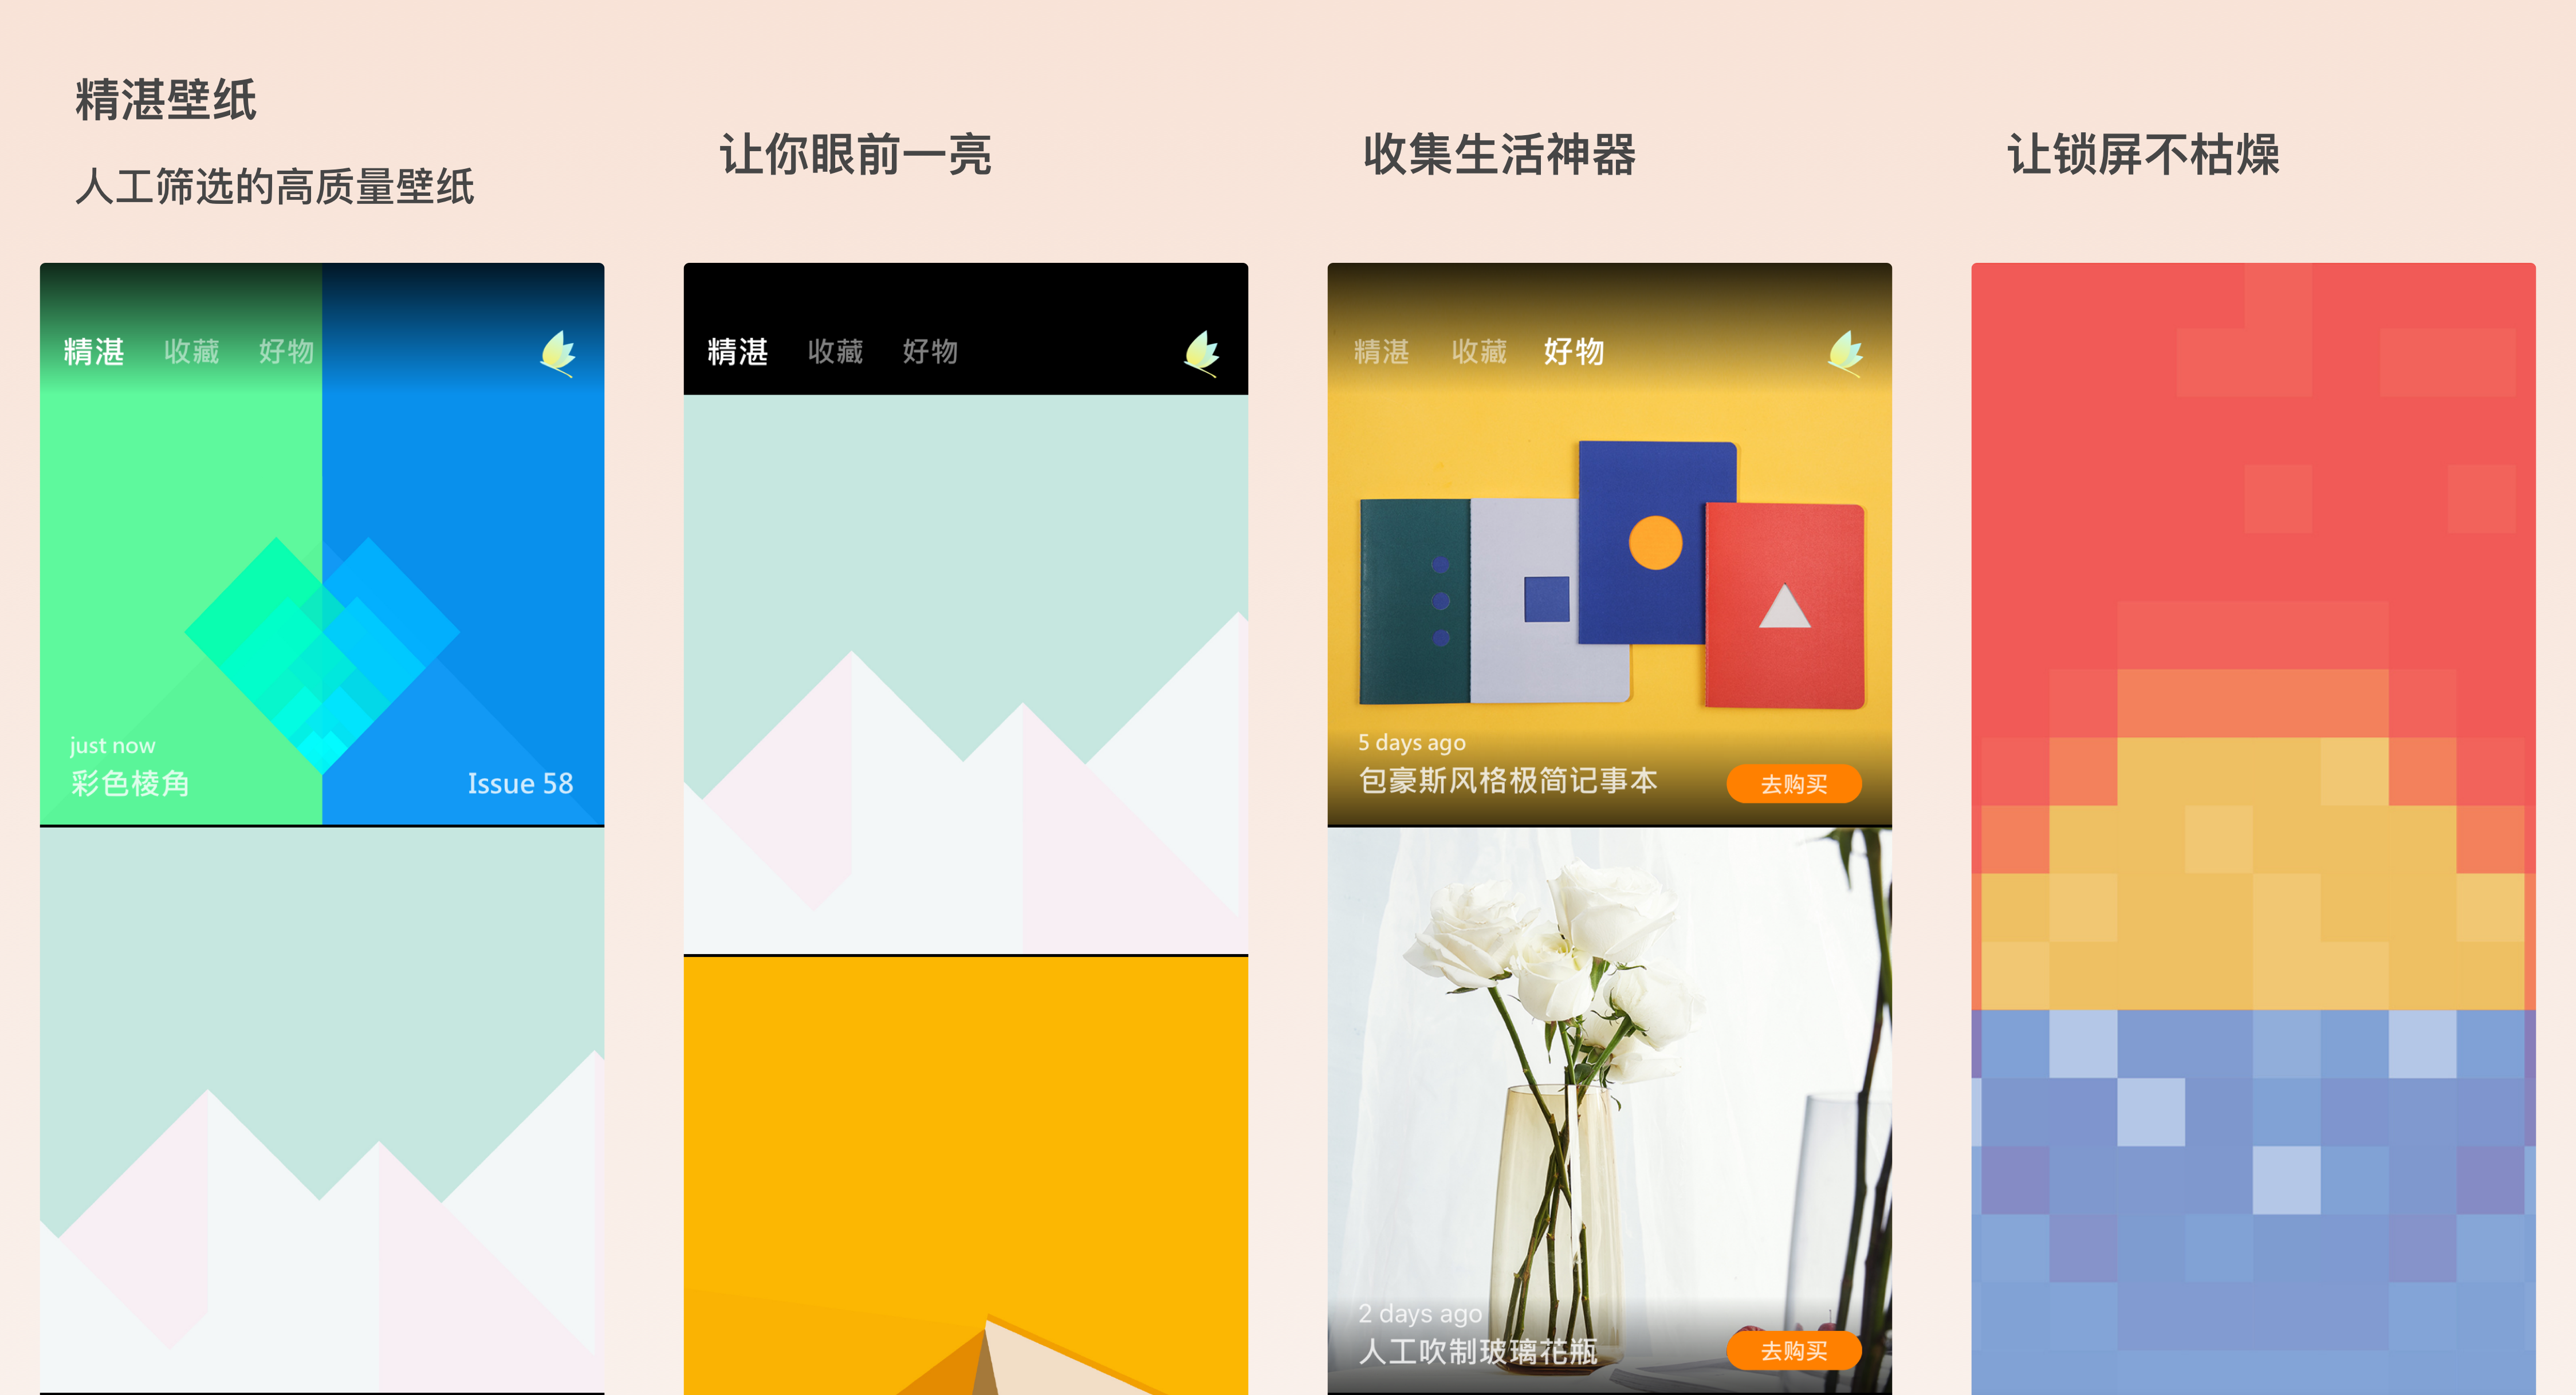 精湛壁纸
人工筛选的高质量壁纸
精湛 收藏 好物
just now
彩色棱角
Issue 58
让你眼前一亮
精湛 收藏 好物
收集生活神器
精湛 收藏 好物
5 days ago
包豪斯风格极简记事本
去购买
2 days ago
人工吹制玻璃花瓶
去购买
让锁屏不枯燥